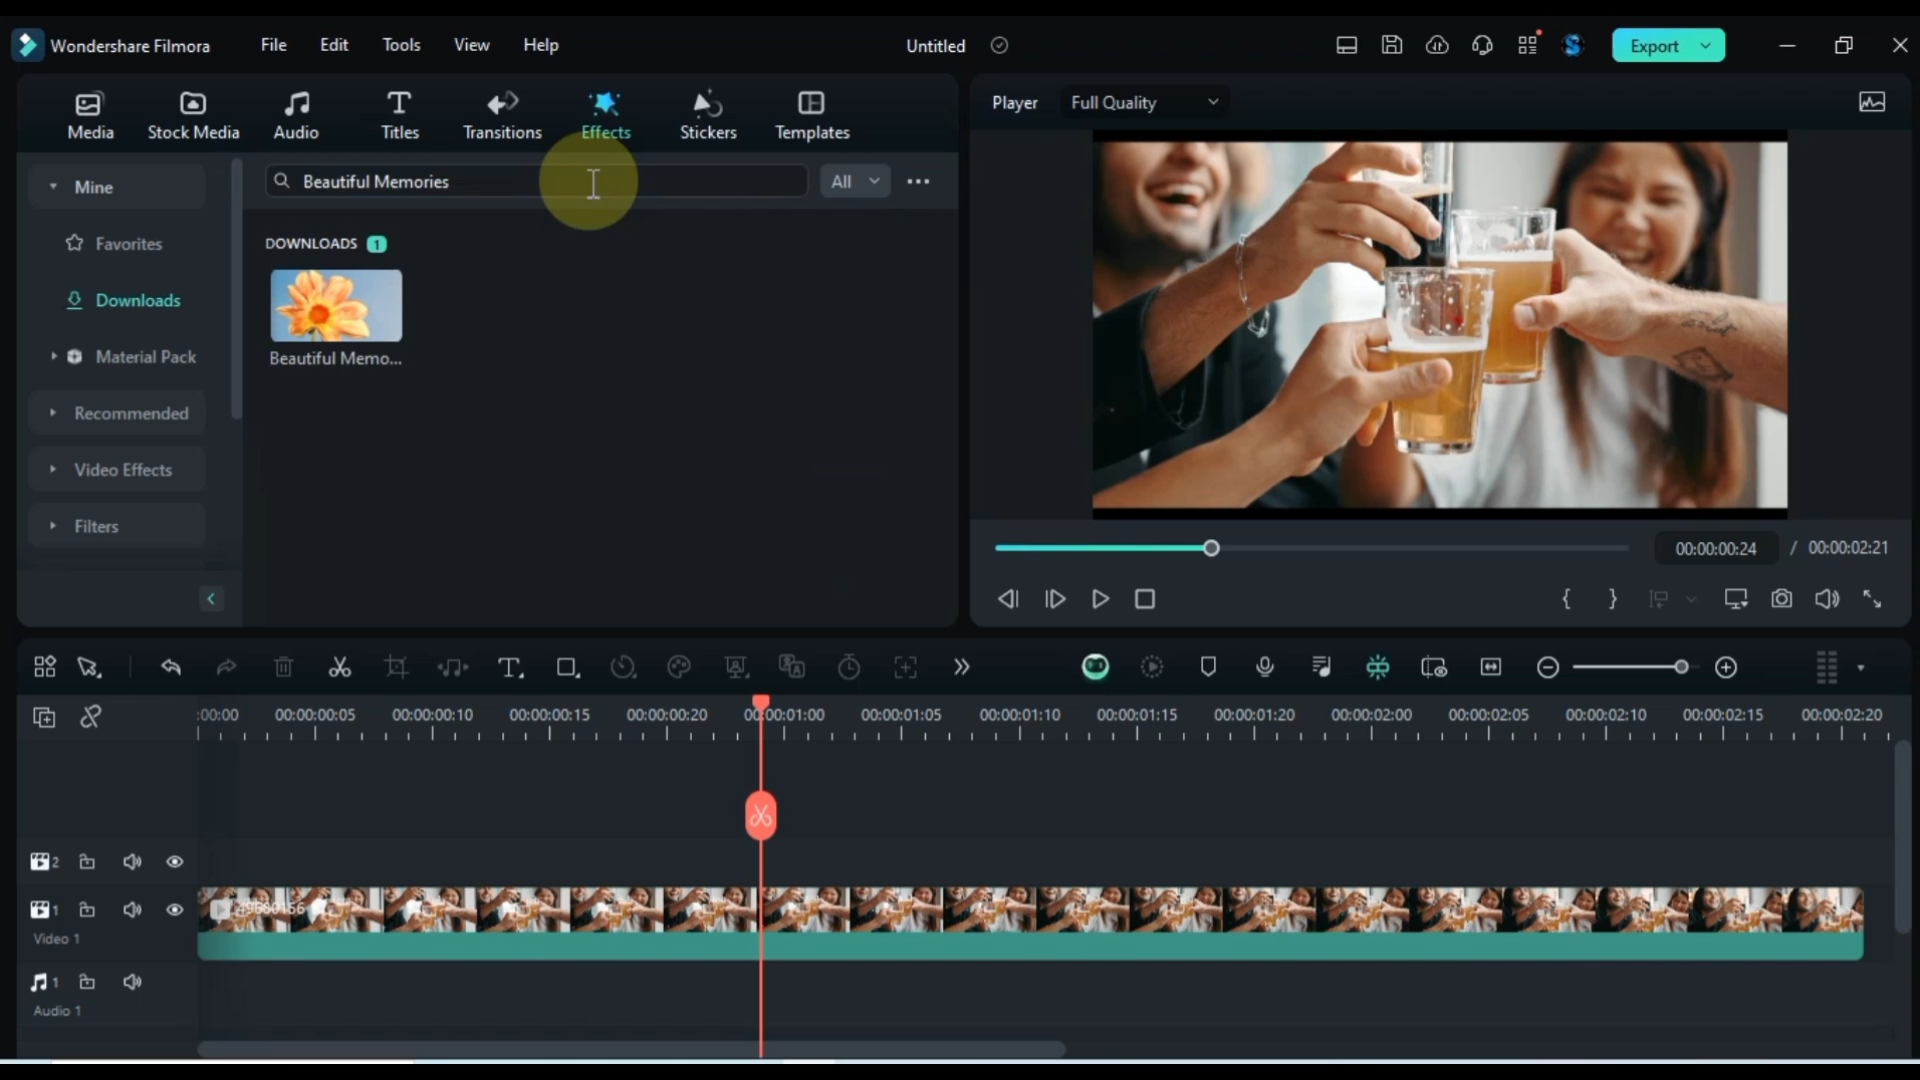 Wondershare Filmora File Edit Tools View Help Untitled Export
Media Stock Media Audio Titles Transitions Effects Stickers Templates
Player Full Quality
Mine
Beautiful Memories All
Favorites
DOWNLOADS 1
Downloads
Beautiful Memo...
Material Pack
Recommended
Video Effects
Filters
00:00:00:24 / 00:00:02:21
:00:00 00:00:00:05 00:00:00:10 00:00:00:15 00:00:00:20 00:00:01:00 00:00:01:05 00:00:01:10 00:00:01:15 00:00:01:20 00:00:02:00 00:00:02:05 00:00:02:10 00:00:02:15 00:00:02:20
2
1
Video 1
1
Audio 1